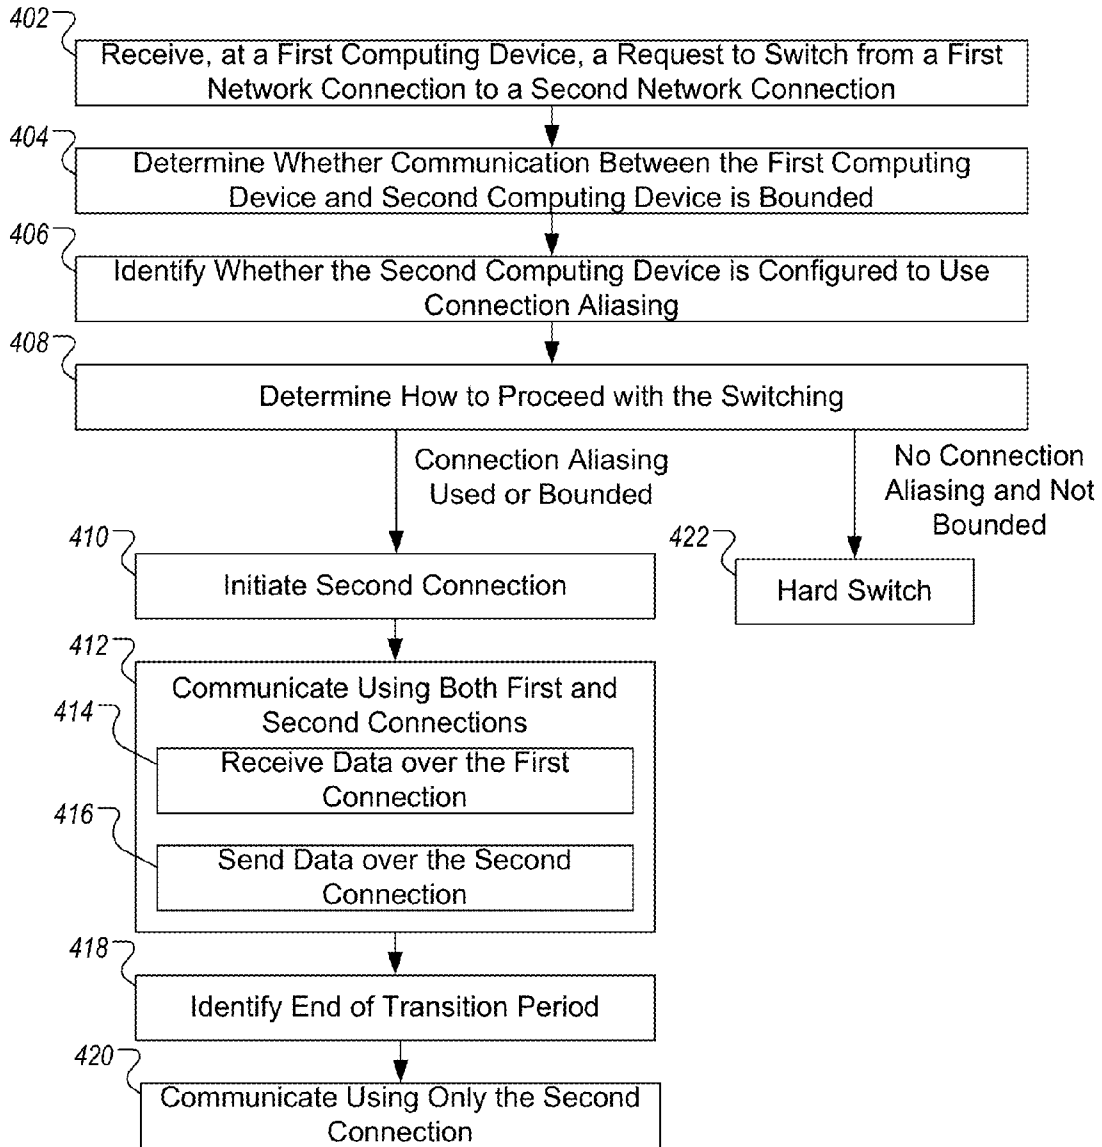 402
Receive, at a First Computing Device, a Request to Switch from a First
Network Connection to a Second Network Connection
404
Determine Whether Communication Between the First Computing
Device and Second Computing Device is Bounded
406
Identify Whether the Second Computing Device is Configured to Use
Connection Aliasing
408
Determine How to Proceed with the Switching
Connection Aliasing
Used or Bounded
No Connection
Aliasing and Not
Bounded
410
Initiate Second Connection
422
Hard Switch
412
Communicate Using Both First and
Second Connections
414
Receive Data over the First
Connection
416
Send Data over the Second
Connection
418
Identify End of Transition Period
420
Communicate Using Only the Second
Connection